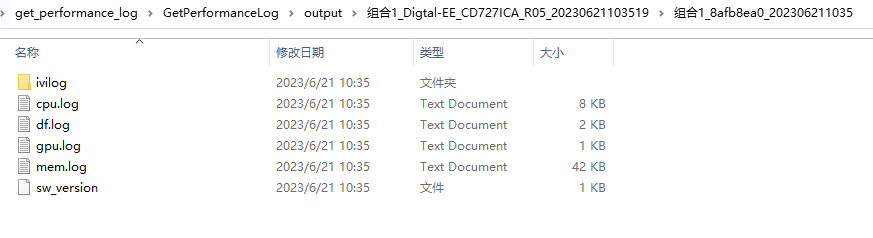 get_performance_log > GetPerformanceLog > output > 组合1_Digtal-EE_CD727ICA_R05_20230621103519 > 组合1_8afb8ea0_202306211035
名称 修改日期 类型 大小
ivilog 2023/6/21 10:35 文件夹
cpu.log 2023/6/21 10:35 Text Document 8 KB
df.log 2023/6/21 10:35 Text Document 2 KB
gpu.log 2023/6/21 10:35 Text Document 1 KB
mem.log 2023/6/21 10:35 Text Document 42 KB
sw_version 2023/6/21 10:35 文件 1 KB